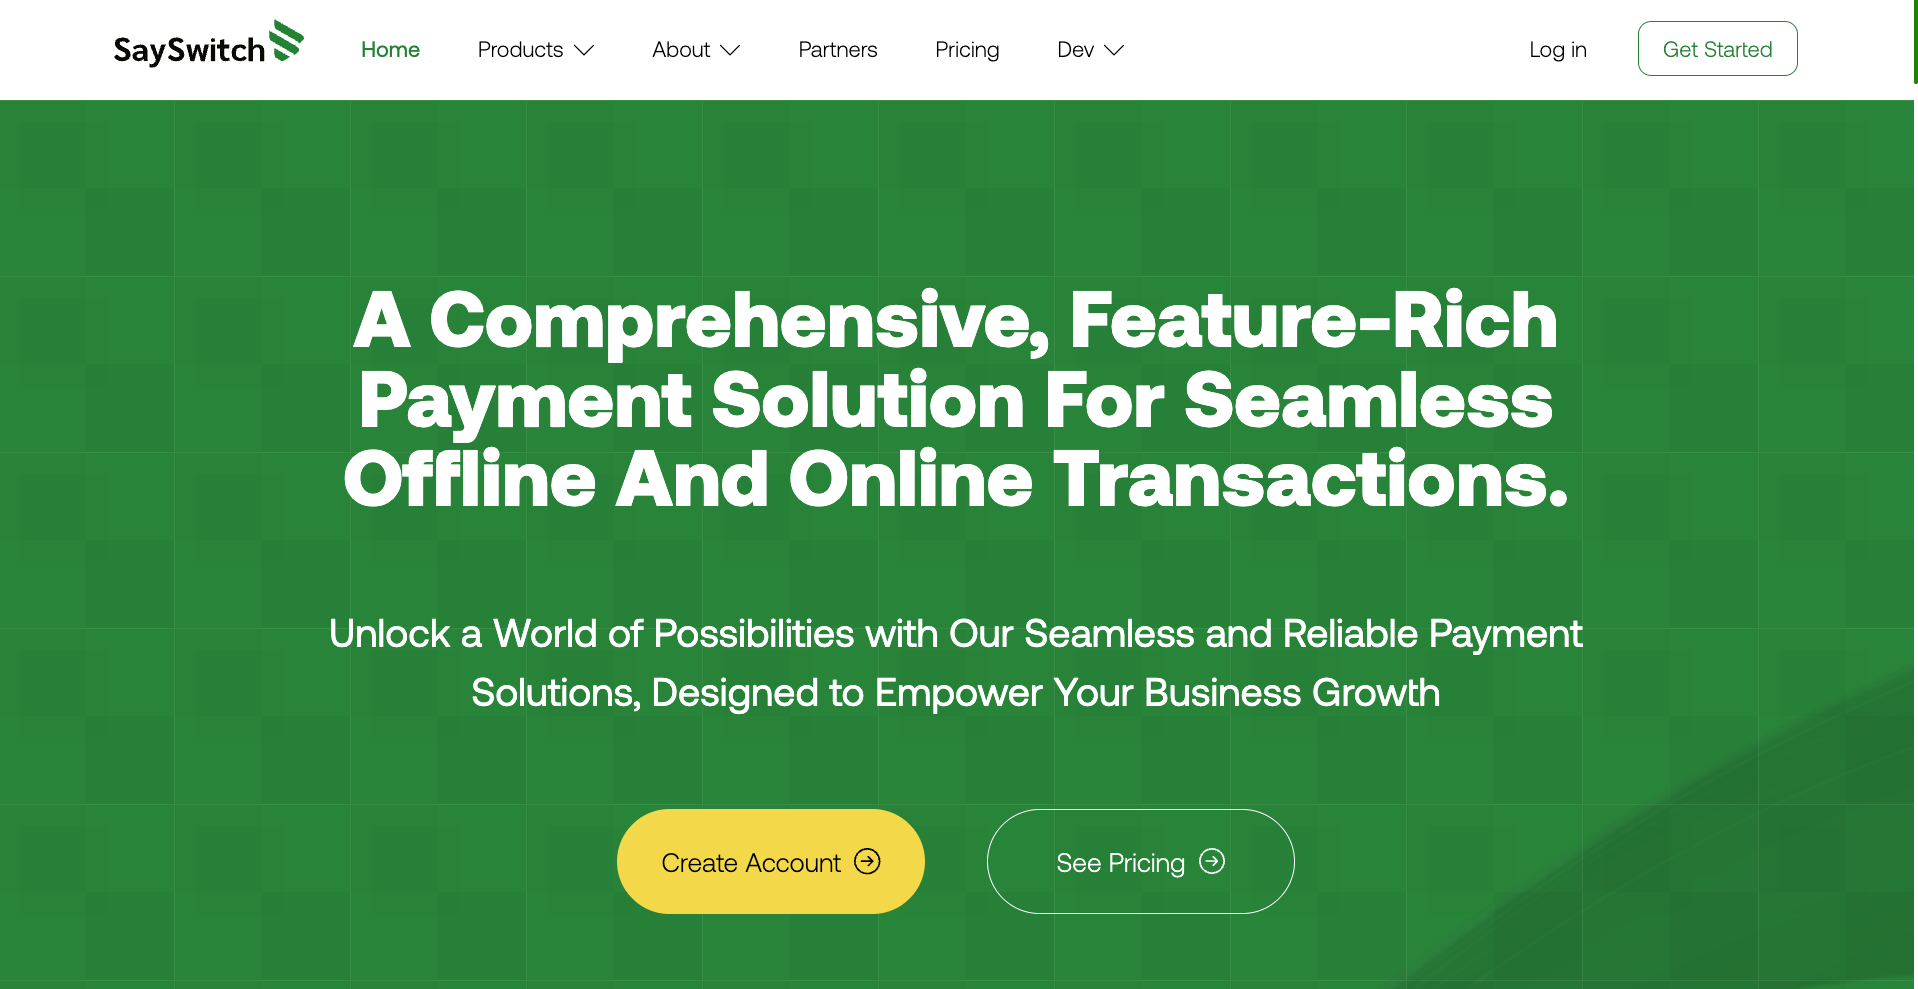 SaySwitch
Home
Products
About
Partners
Pricing
Dev
Log in
Get Started
A Comprehensive, Feature-Rich
Payment Solution For Seamless
Offline And Online Transactions.
Unlock a World of Possibilities with Our Seamless and Reliable Payment
Solutions, Designed to Empower Your Business Growth
Create Account
See Pricing